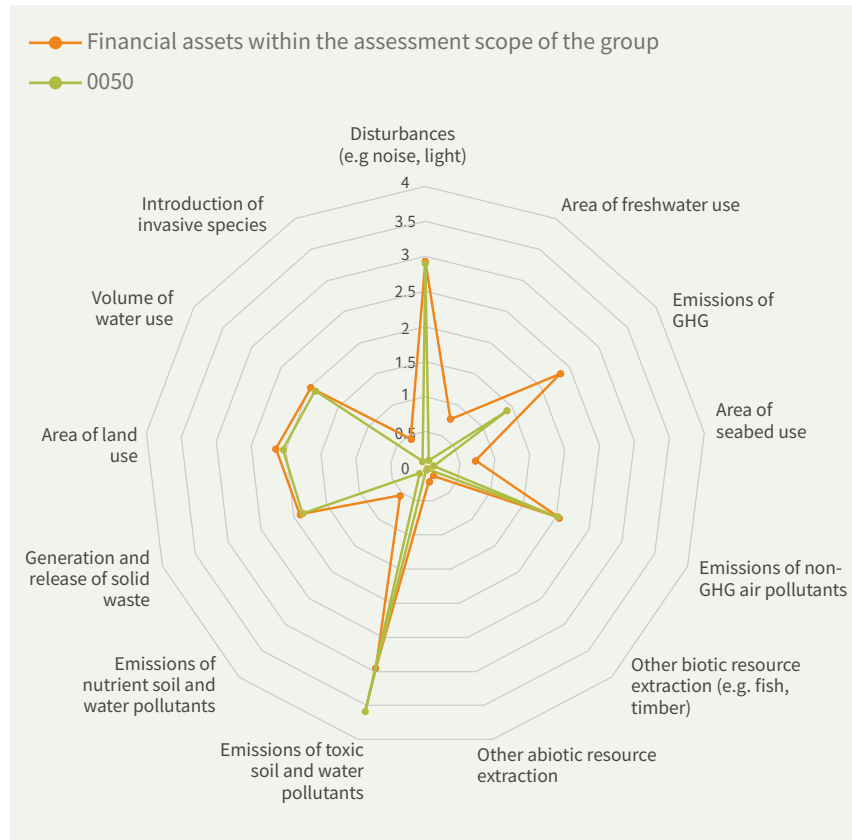 Financial assets within the assessment scope of the group
0050
Disturbances
(e.g noise, light)
Area of freshwater use
Emissions of
GHG
Area of
seabed use
Emissions of non-
GHG air pollutants
Other biotic resource
extraction (e.g. fish,
timber)
Other abiotic resource
extraction
Emissions of toxic
soil and water
pollutants
Emissions of
nutrient soil and
water pollutants
Generation and
release of solid
waste
Area of land
use
Volume of
water use
Introduction of
invasive species
4
3.5
3
2.5
2
1.5
1
0.5
0